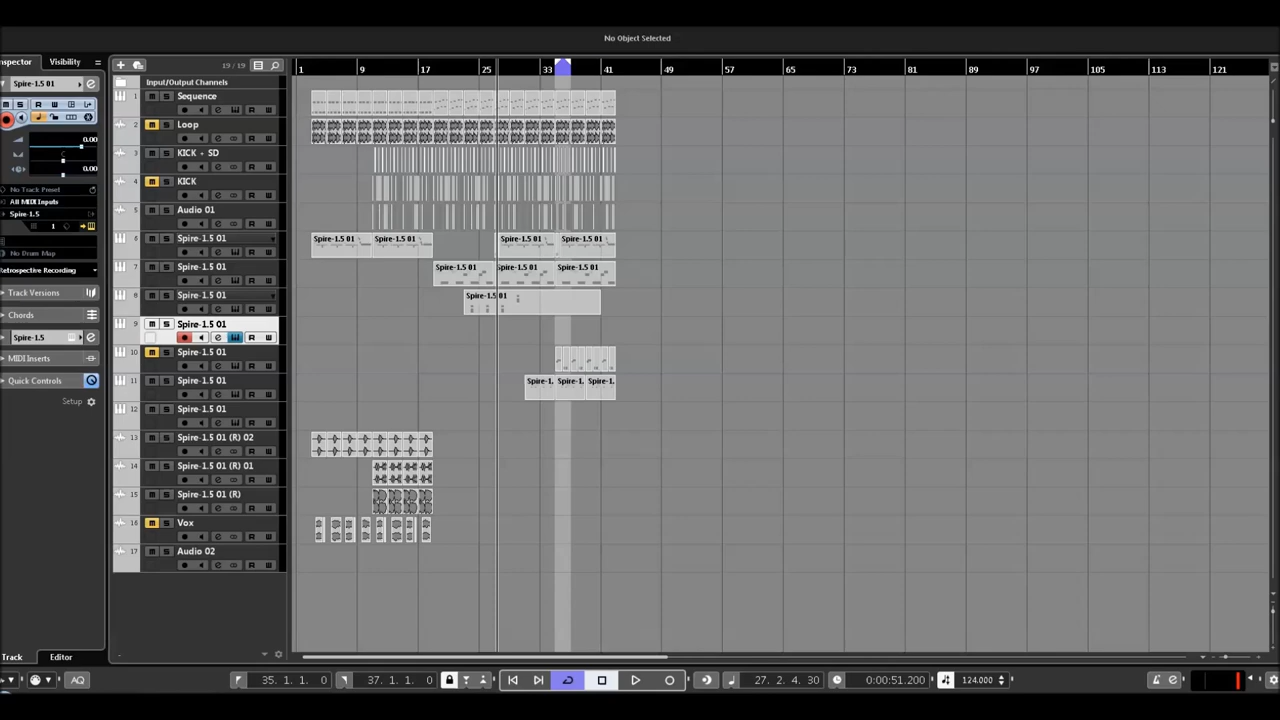 No Object Selected
nspector Visibility
19 / 19
1 9 17 25 33 41 49 57 65 73 81 89 97 105 113 121
Spire-1.5 01
Input/Output Channels
1 Sequence
2 Loop
3 KICK + SD
4 KICK
5 Audio 01
6 Spire-1.5 01
7 Spire-1.5 01
8 Spire-1.5 01
9 Spire-1.5 01
10 Spire-1.5 01
11 Spire-1.5 01
12 Spire-1.5 01
13 Spire-1.5 01 (R) 02
14 Spire-1.5 01 (R) 01
15 Spire-1.5 01 (R)
16 Vox
17 Audio 02
0.00
0.00
No Track Preset
All MIDI Inputs
Spire-1.5
1
No Drum Map
Retrospective Recording
Track Versions
Chords
Spire-1.5
MIDI Inserts
Quick Controls
Setup
Spire-1.5 01 Spire-1.5 01 Spire-1.5 01 Spire-1.5 01
Spire-1.5 01 Spire-1.5 01 Spire-1.5 01
Spire-1.5 01
Spire-1. Spire-1. Spire-1.
Track Editor
AQ 35. 1. 1. 0 37. 1. 1. 0 27. 2. 4. 30 0:00:51.200 124.000